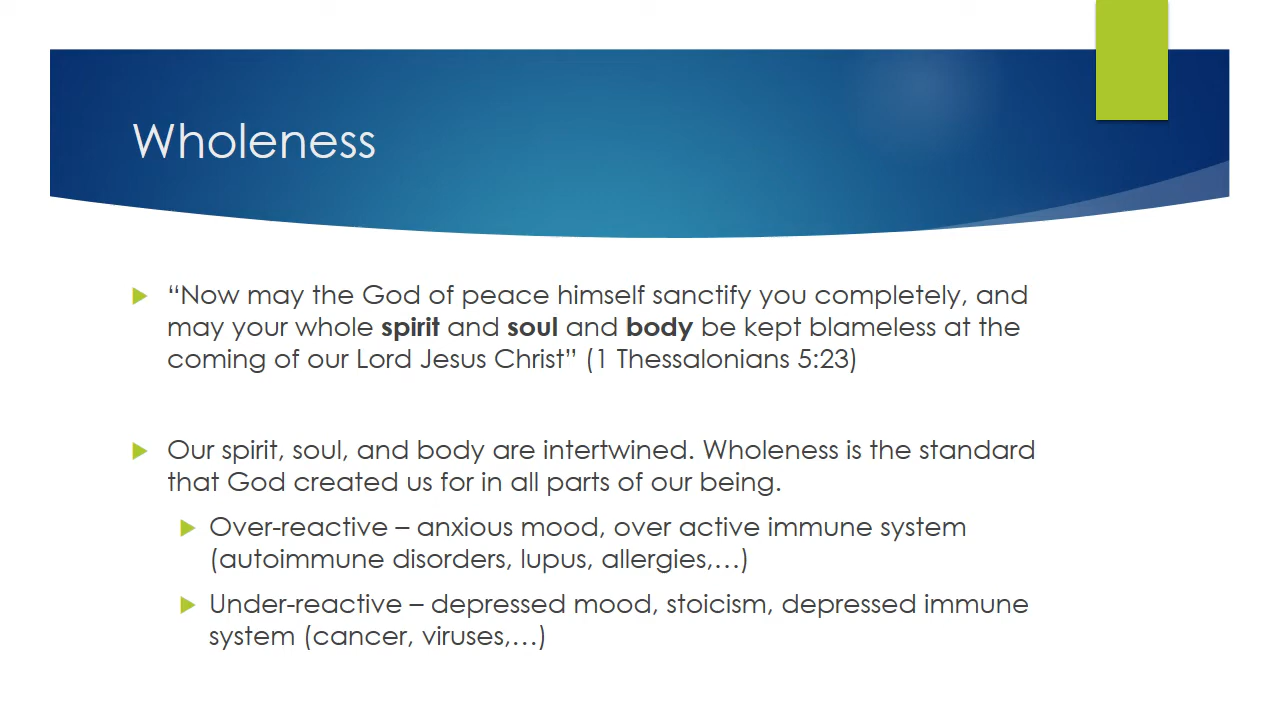 Wholeness
“Now may the God of peace himself sanctify you completely, and
may your whole spirit and soul and body be kept blameless at the
coming of our Lord Jesus Christ” (1 Thessalonians 5:23)
Our spirit, soul, and body are intertwined. Wholeness is the standard
that God created us for in all parts of our being.
Over-reactive – anxious mood, over active immune system
(autoimmune disorders, lupus, allergies,…)
Under-reactive – depressed mood, stoicism, depressed immune
system (cancer, viruses,…)